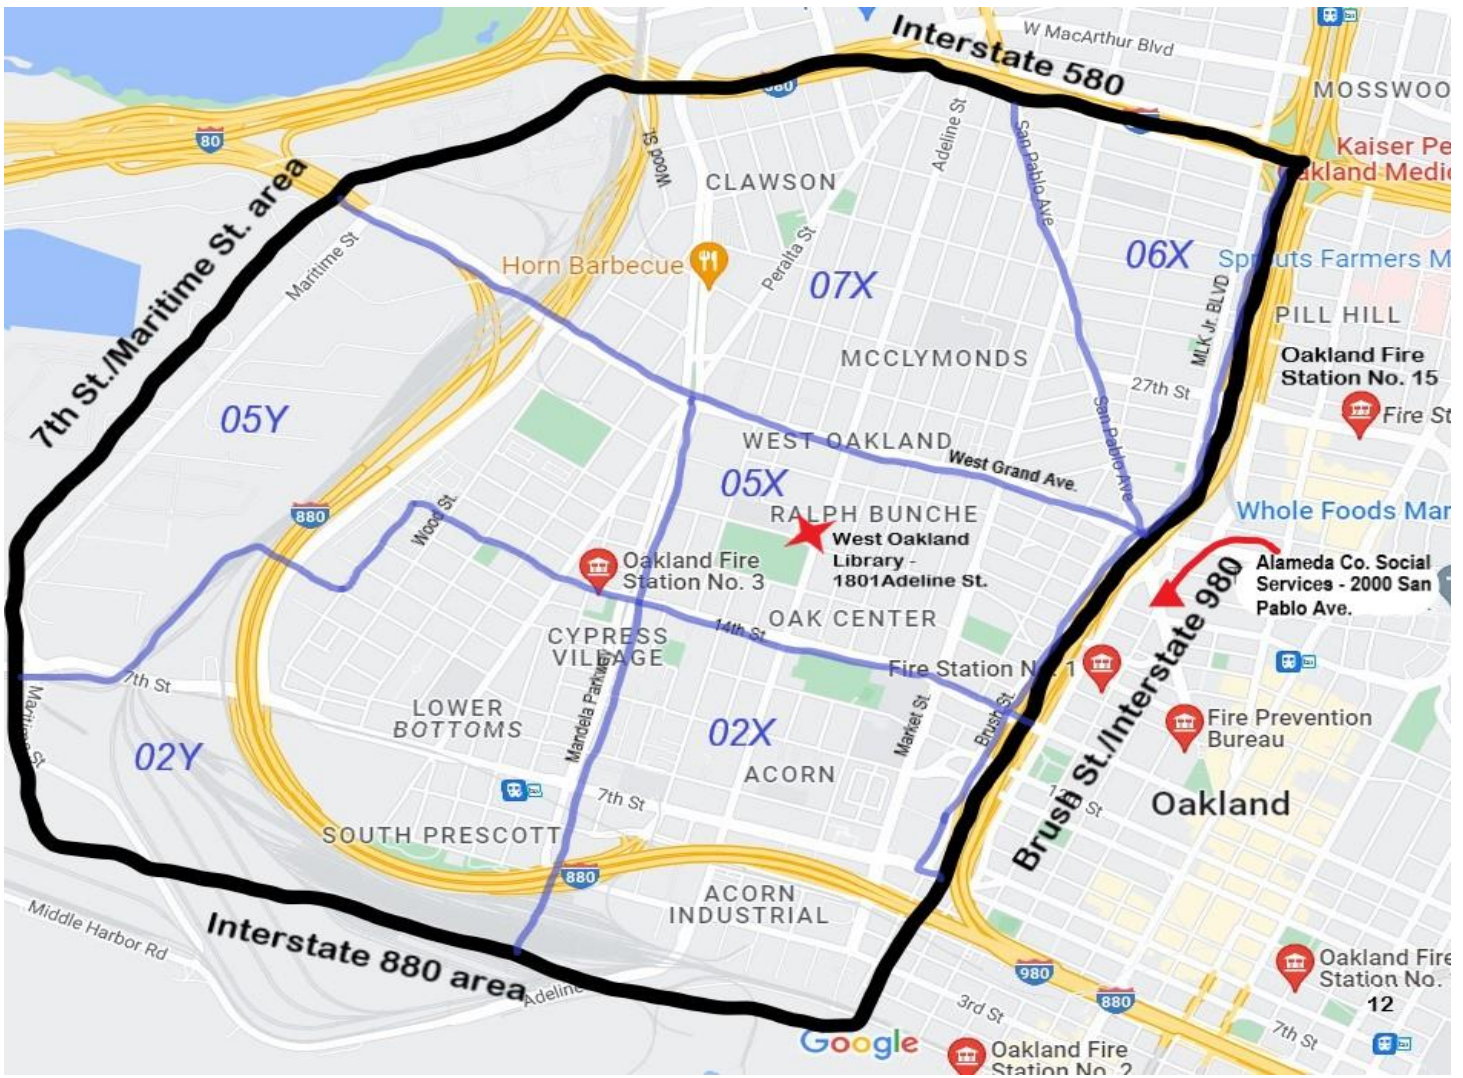 Interstate 580
W MacArthur Blvd
MOSSWOO
80
580
Kaiser Pe
akland Medic
Wood St
Adeline St
San Pablo Ave
CLAWSON
7th St./Maritime St. area
Maritime St
Horn Barbecue
Peralta St
07X
06X
Sprouts Farmers M
MLK Jr. BLVD
PILL HILL
Oakland Fire
Station No. 15
Fire St
MCCLYMONDS
27th St
05Y
San Pablo Ave
WEST OAKLAND
West Grand Ave.
05X
880
Wood St.
RALPH BUNCHE
West Oakland
Library -
1801Adeline St.
Whole Foods Mar
Alameda Co. Social
Services - 2000 San
Pablo Ave.
Oakland Fire
Station No. 3
OAK CENTER
14th St
CYPRESS
VILLAGE
Fire Station N 1
Brush St./Interstate 980
7th St
Maritime St
LOWER
BOTTOMS
Mandela Parkway
Market St.
Brush St.
02X
02Y
Fire Prevention
Bureau
ACORN
7th St
12th St
Oakland
SOUTH PRESCOTT
880
ACORN
INDUSTRIAL
Middle Harbor Rd
Interstate 880 area
Adeline
980
880
3rd St
Oakland Fire
Station No.
12
7th St
Google
Oakland Fire
Station No. 2